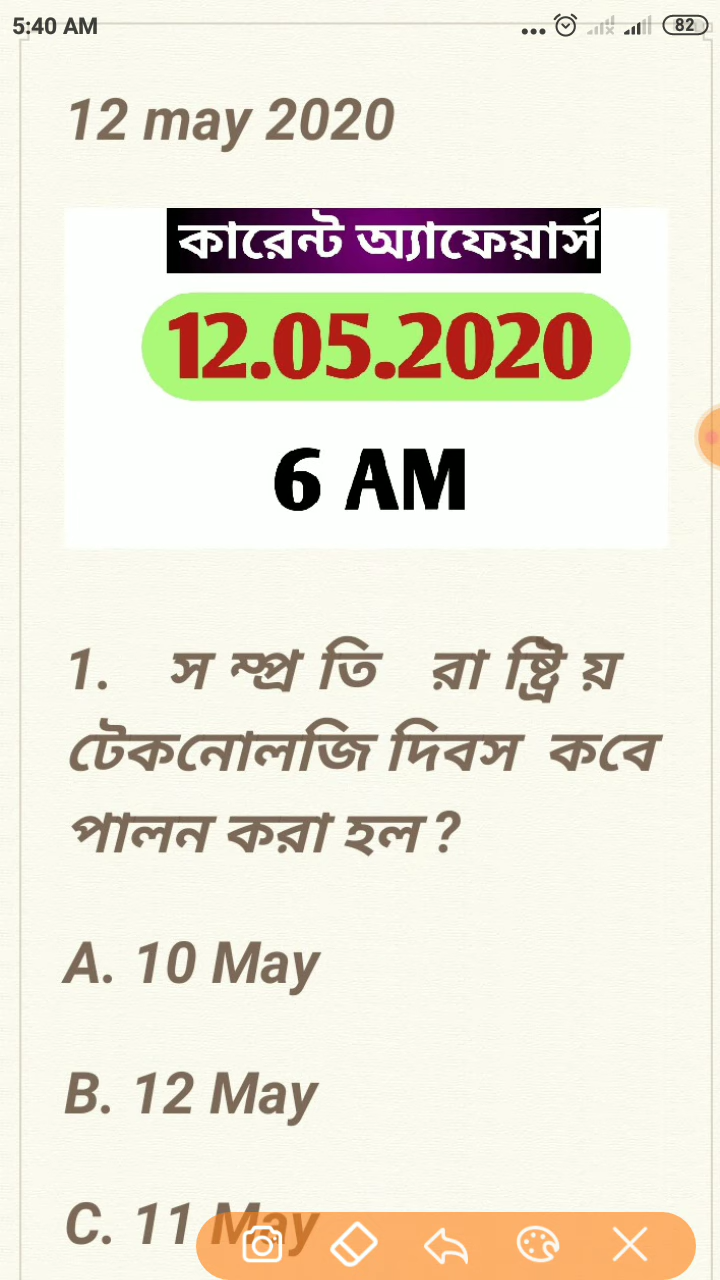 5:40 AM
82
12 may 2020
কারেন্ট অ্যাফেয়ার্স
12.05.2020
6 AM
1. সম্প্রতি রাষ্ট্রিয়
টেকনোলজি দিবস কবে
পালন করা হল ?
A. 10 May
B. 12 May
C. 11 May